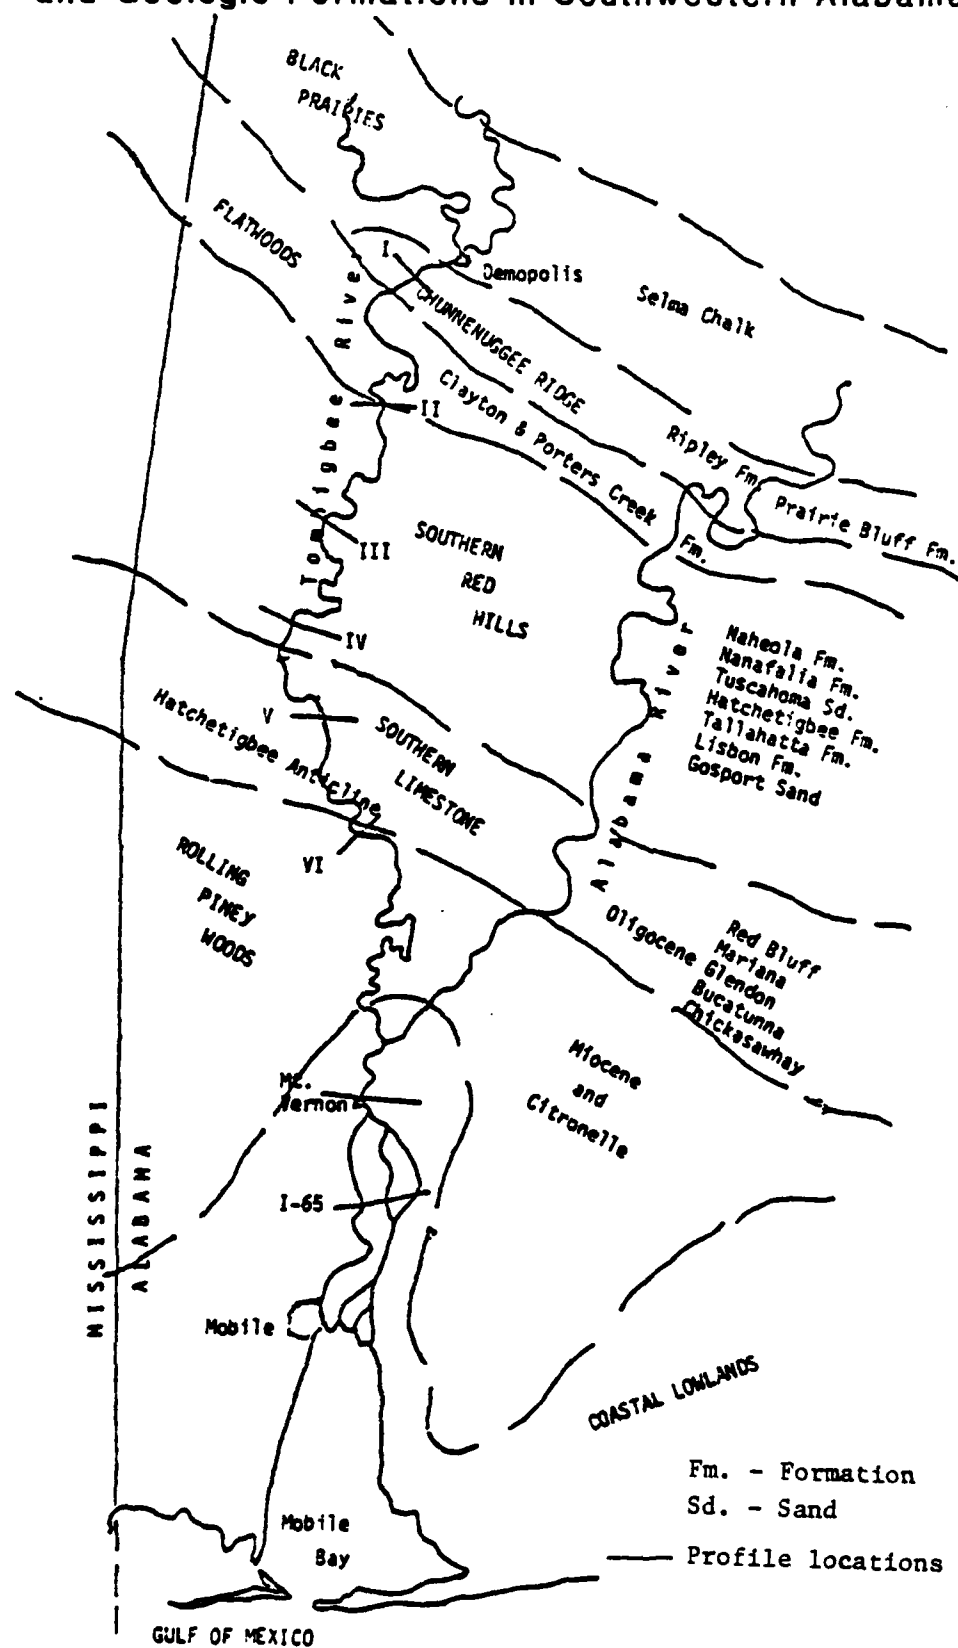 and Geologic Formations in Southwestern Alabama
BLACK
PRAIRIES
FLATWOODS
I
Demopolis
Selma Chalk
CHUNNENUGGEE RIDGE
Clayton & Porters Creek Fm.
Ripley Fm.
Prairie Bluff Fm.
Tombigbee River
II
III
SOUTHERN
RED
HILLS
IV
V
Alabama River
Naheola Fm.
Nanafalia Fm.
Tuscahoma Sd.
Hatchetigbee Fm.
Tallahatta Fm.
Lisbon Fm.
Gosport Sand
Hatchetigbee Anticline
SOUTHERN
LIMESTONE
VI
ROLLING
PINEY
WOODS
Oligocene
Red Bluff
Mariana
Glendon
Bucatunna
Chickasawhay
Miocene
and
Citronelle
Mt.
Vernon
MISSISSIPPI
ALABAMA
I-65
Mobile
COASTAL LOWLANDS
Fm. - Formation
Sd. - Sand
Profile locations
Mobile
Bay
GULF OF MEXICO